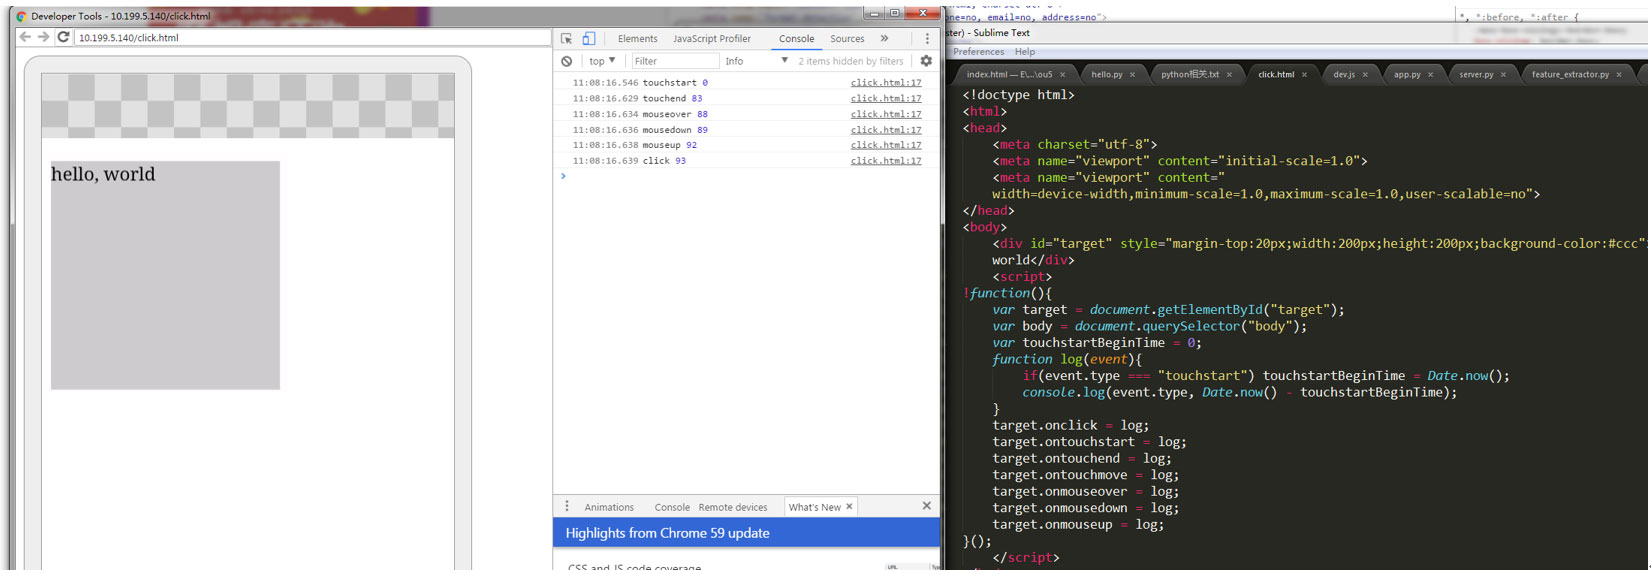 Developer Tools - 10.199.5.140/click.html
10.199.5.140/click.html
hello, world
Elements JavaScript Profiler Console Sources »
top ▼ Filter Info ▼ 2 items hidden by filters
11:08:16.546 touchstart 0 click.html:17
11:08:16.629 touchend 83 click.html:17
11:08:16.634 mouseover 88 click.html:17
11:08:16.636 mousedown 89 click.html:17
11:08:16.638 mouseup 92 click.html:17
11:08:16.639 click 93 click.html:17
>
Animations Console Remote devices What's New ×
Highlights from Chrome 59 update
CSS and JS code coverage
one=no, email=no, address=no">
*, *:before, *:after {
ster) - Sublime Text
Preferences Help
index.html — E\...\ou5 × hello.py × python相关.txt × click.html × dev.js × app.py × server.py × feature_extractor.py ×
<!doctype html>
<html>
<head>
<meta charset="utf-8">
<meta name="viewport" content="initial-scale=1.0">
<meta name="viewport" content="
width=device-width,minimum-scale=1.0,maximum-scale=1.0,user-scalable=no">
</head>
<body>
<div id="target" style="margin-top:20px;width:200px;height:200px;background-color:#ccc"
world</div>
<script>
!function(){
var target = document.getElementById("target");
var body = document.querySelector("body");
var touchstartBeginTime = 0;
function log(event){
if(event.type === "touchstart") touchstartBeginTime = Date.now();
console.log(event.type, Date.now() - touchstartBeginTime);
}
target.onclick = log;
target.ontouchstart = log;
target.ontouchend = log;
target.ontouchmove = log;
target.onmouseover = log;
target.onmousedown = log;
target.onmouseup = log;
}();
</script>